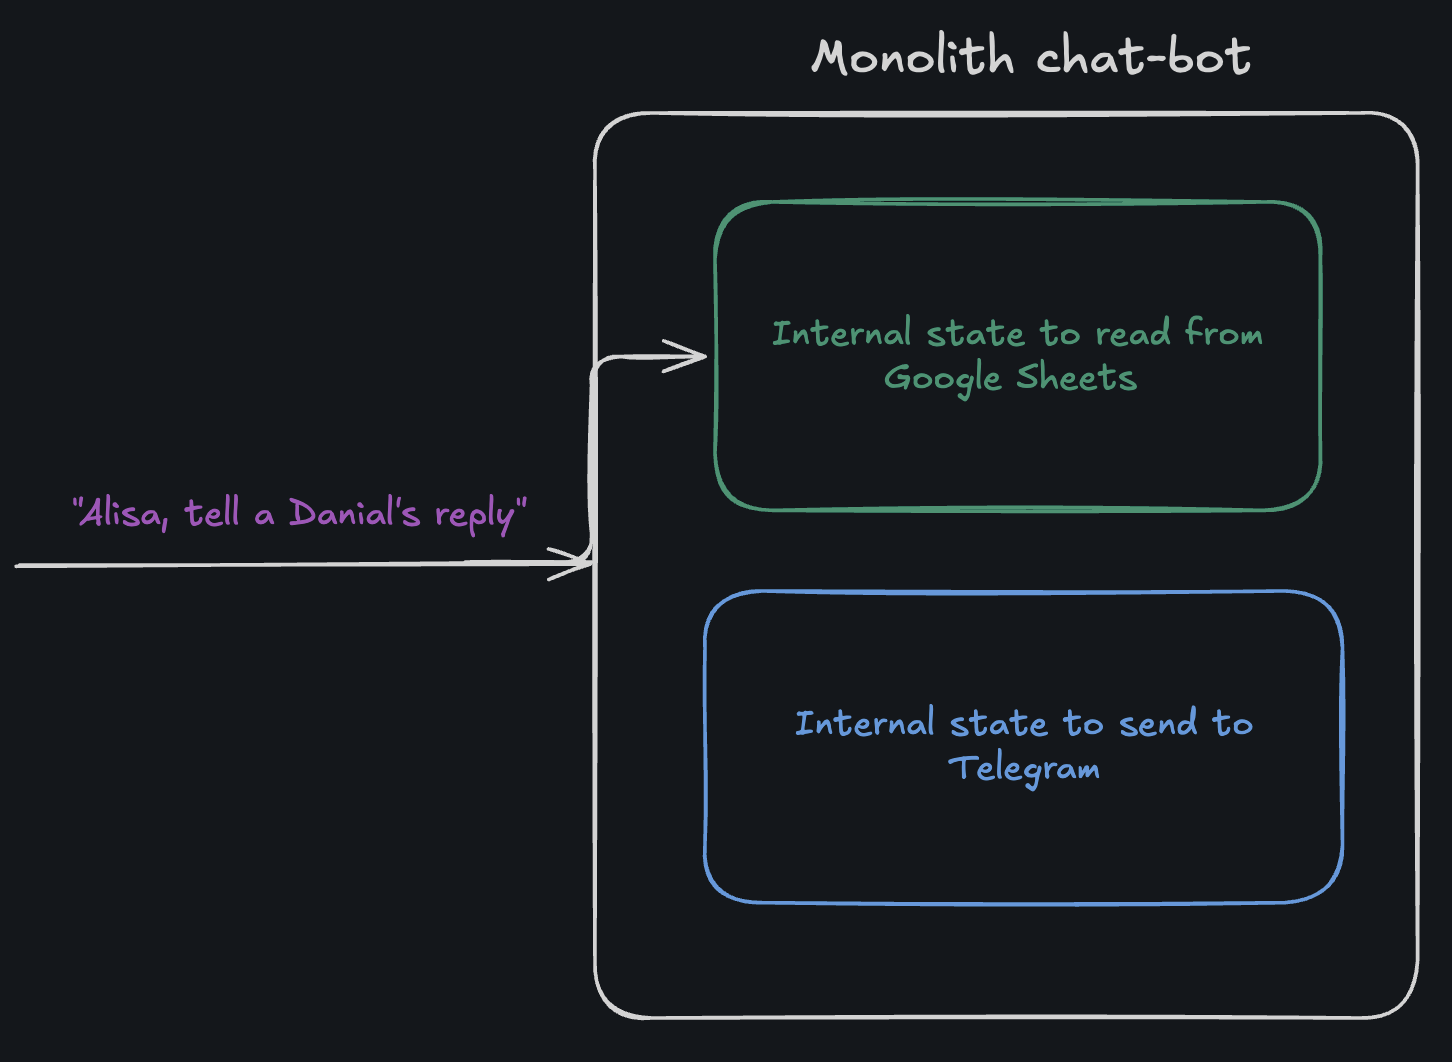 Monolith chat-bot
Internal state to read from
Google Sheets
"Alisa, tell a Danial's reply"
Internal state to send to
Telegram